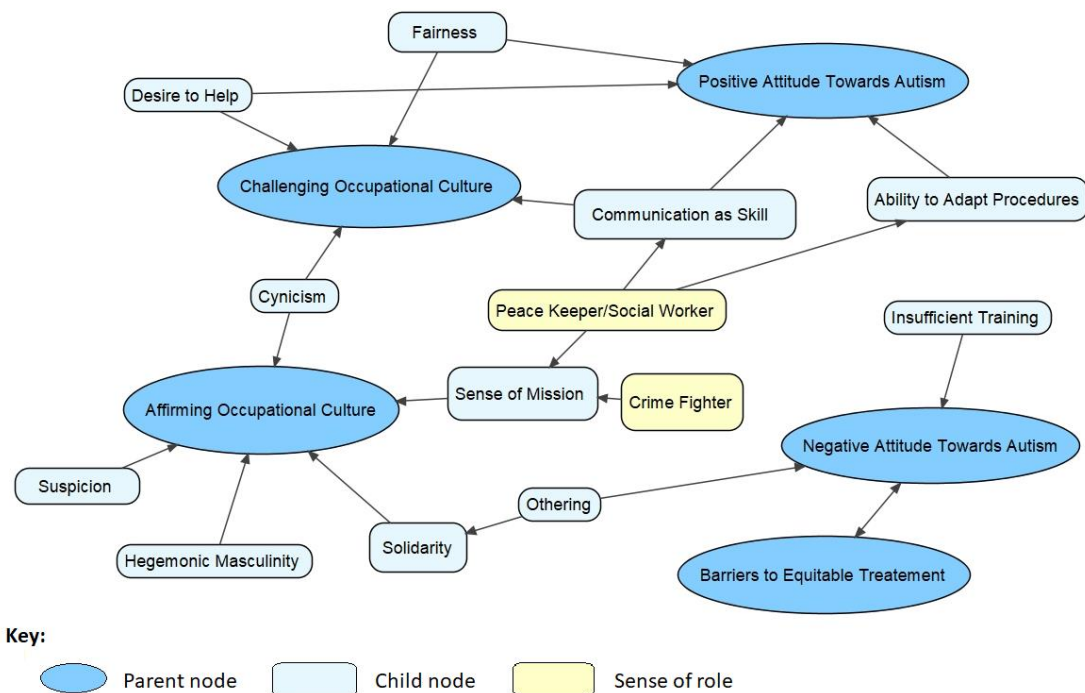 Fairness
Positive Attitude Towards Autism
Desire to Help
Challenging Occupational Culture
Communication as Skill
Ability to Adapt Procedures
Cynicism
Peace Keeper/Social Worker
Insufficient Training
Sense of Mission
Crime Fighter
Affirming Occupational Culture
Negative Attitude Towards Autism
Suspicion
Othering
Solidarity
Hegemonic Masculinity
Barriers to Equitable Treatement
Key:
Parent node
Child node
Sense of role